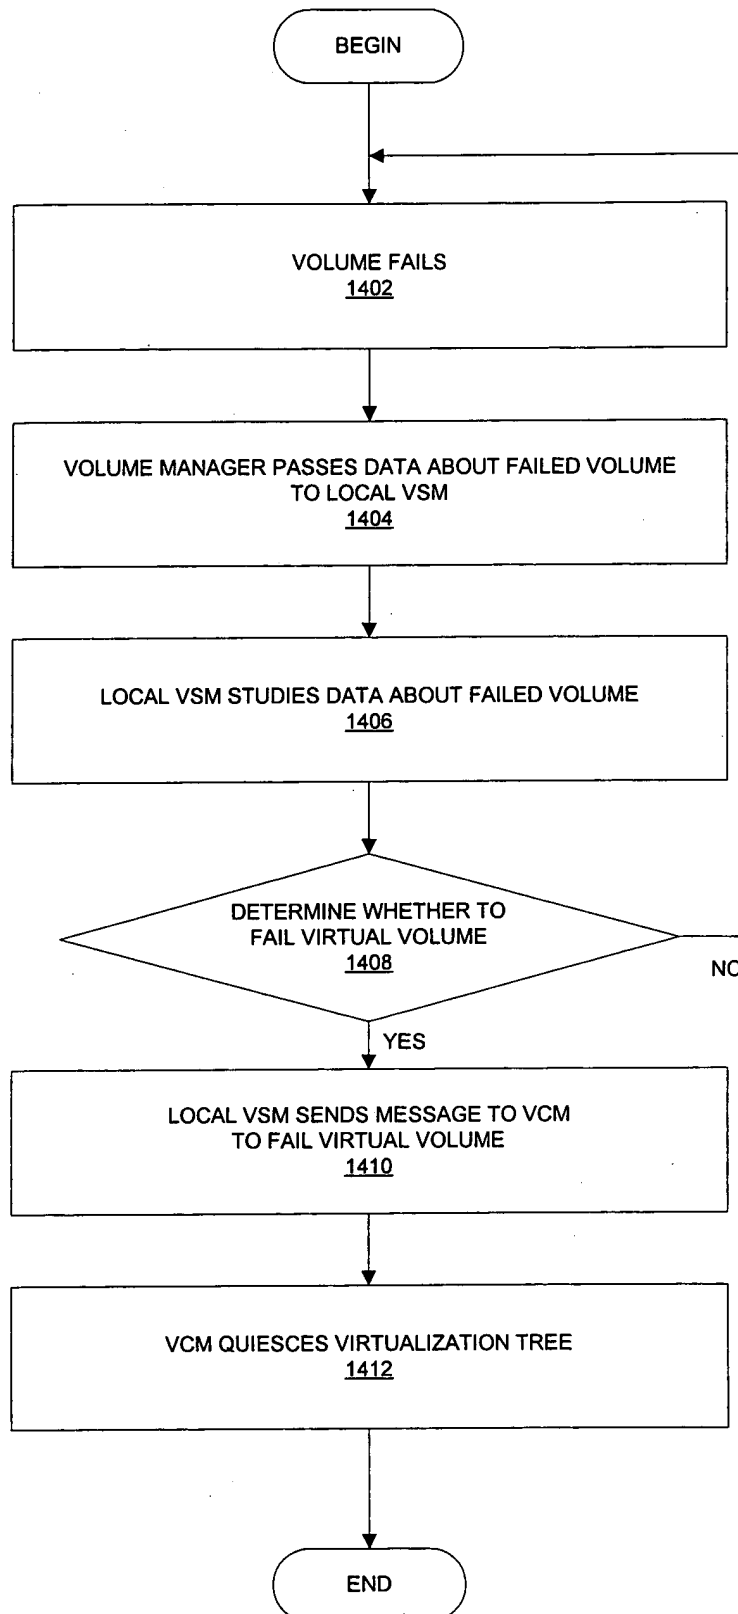 BEGIN
VOLUME FAILS
1402
VOLUME MANAGER PASSES DATA ABOUT FAILED VOLUME
TO LOCAL VSM
1404
LOCAL VSM STUDIES DATA ABOUT FAILED VOLUME
1406
DETERMINE WHETHER TO
FAIL VIRTUAL VOLUME
1408
NO
YES
LOCAL VSM SENDS MESSAGE TO VCM
TO FAIL VIRTUAL VOLUME
1410
VCM QUIESCES VIRTUALIZATION TREE
1412
END